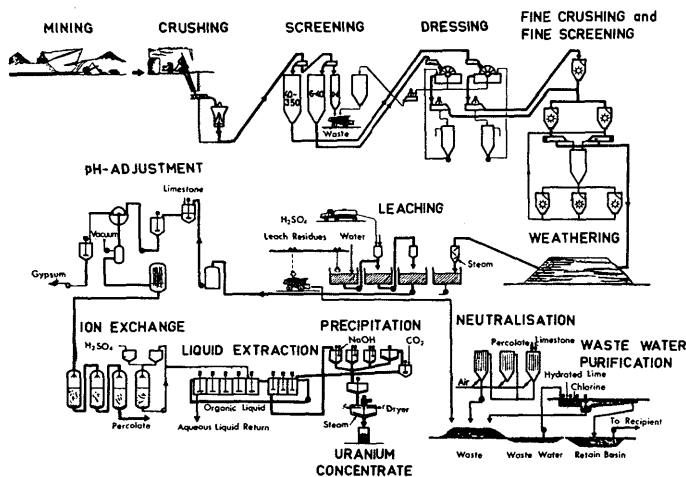 MINING
CRUSHING
SCREENING
DRESSING
FINE CRUSHING and
FINE SCREENING
40-
350
6-40
Waste
pH-ADJUSTMENT
Limestone
Vacuum
Gypsum
H₂SO₄
LEACHING
Leach Residues
Water
Steam
WEATHERING
ION EXCHANGE
H₂SO₄
Percolate
LIQUID EXTRACTION
Organic Liquid
Aqueous Liquid Return
PRECIPITATION
NaOH
CO₂
Dryer
Steam
URANIUM
CONCENTRATE
NEUTRALISATION
Percolate
Limestone
Air
WASTE WATER
PURIFICATION
Hydrated Lime
Chlorine
To Recipient
Waste
Waste Water
Retain Basin